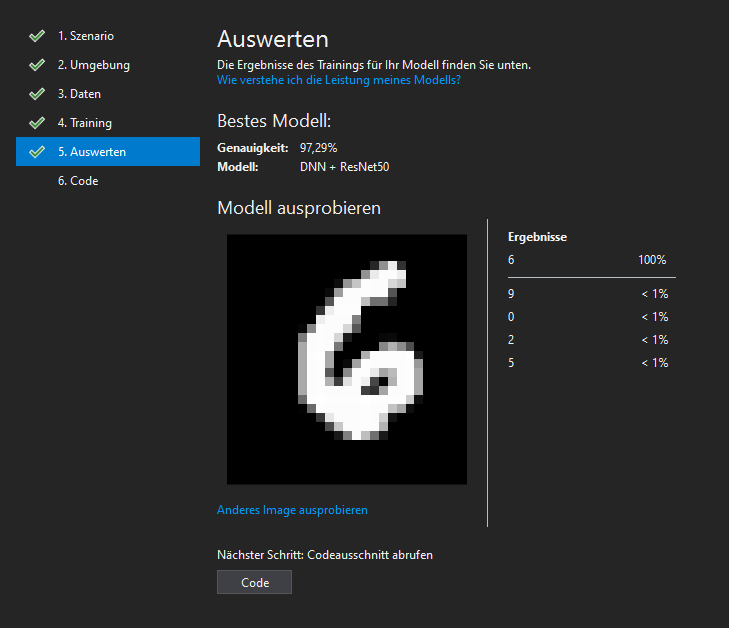 1. Szenario
2. Umgebung
3. Daten
4. Training
5. Auswerten
6. Code
Auswerten
Die Ergebnisse des Trainings für Ihr Modell finden Sie unten.
Wie verstehe ich die Leistung meines Modells?
Bestes Modell:
Genauigkeit: 97,29%
Modell: DNN + ResNet50
Modell ausprobieren
6
Ergebnisse
6 100%
9 < 1%
0 < 1%
2 < 1%
5 < 1%
Anderes Image ausprobieren
Nächster Schritt: Codeausschnitt abrufen
Code